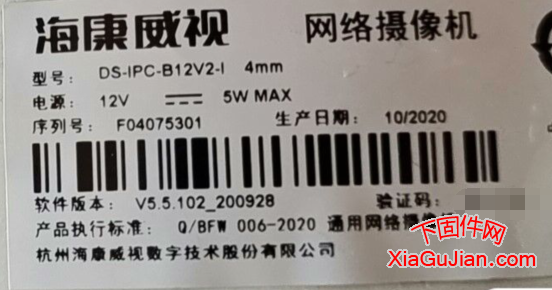 海康威视 网络摄像机
型号: DS-IPC-B12V2-I 4mm
电源: 12V 5W MAX
序列号: F04075301 生产日期: 10/2020
软件版本: V5.5.102_200928 验证码:
产品执行标准: Q/BFW 006-2020 通用网络摄像
杭州海康威视数字技术股份有限公司
下固件网
XiaGuJian.com